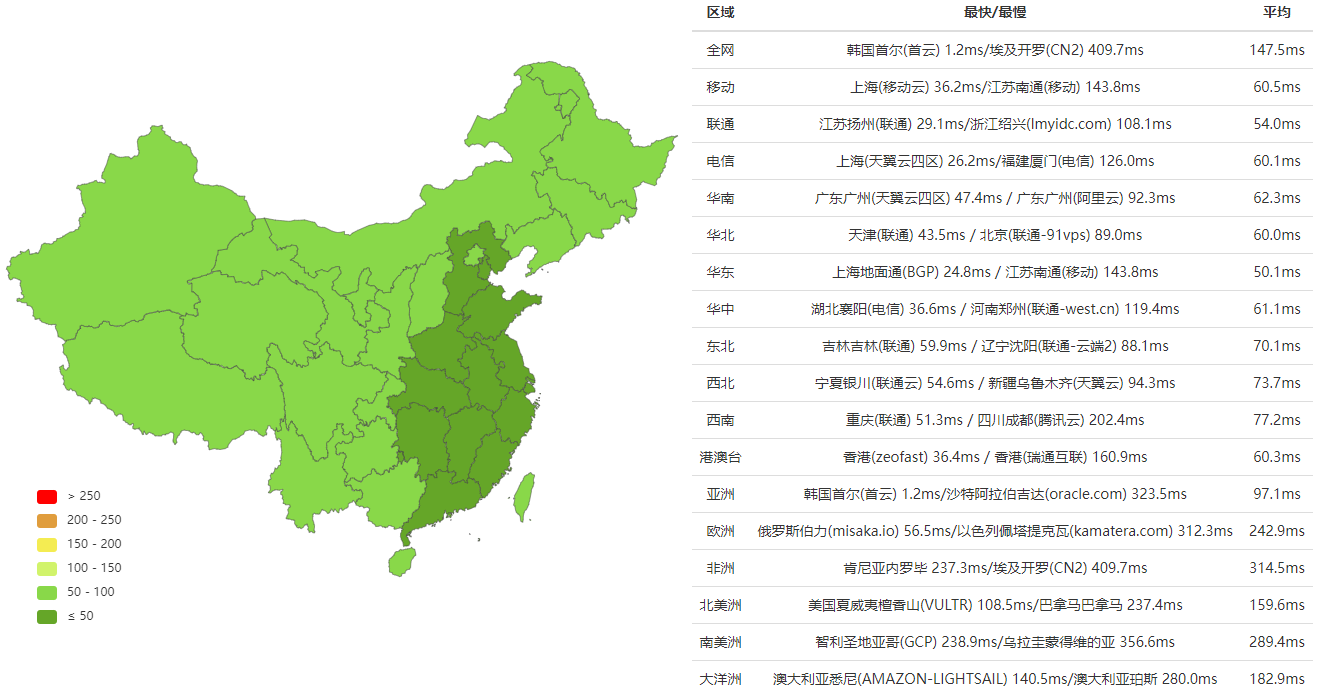 区域 最快/最慢 平均
全网 韩国首尔(首云) 1.2ms/埃及开罗(CN2) 409.7ms 147.5ms
移动 上海(移动云) 36.2ms/江苏南通(移动) 143.8ms 60.5ms
联通 江苏扬州(联通) 29.1ms/浙江绍兴(lmyidc.com) 108.1ms 54.0ms
电信 上海(天翼云四区) 26.2ms/福建厦门(电信) 126.0ms 60.1ms
华南 广东广州(天翼云四区) 47.4ms / 广东广州(阿里云) 92.3ms 62.3ms
华北 天津(联通) 43.5ms / 北京(联通-91vps) 89.0ms 60.0ms
华东 上海地面通(BGP) 24.8ms / 江苏南通(移动) 143.8ms 50.1ms
华中 湖北襄阳(电信) 36.6ms / 河南郑州(联通-west.cn) 119.4ms 61.1ms
东北 吉林吉林(联通) 59.9ms / 辽宁沈阳(联通-云端2) 88.1ms 70.1ms
西北 宁夏银川(联通云) 54.6ms / 新疆乌鲁木齐(天翼云) 94.3ms 73.7ms
西南 重庆(联通) 51.3ms / 四川成都(腾讯云) 202.4ms 77.2ms
港澳台 香港(zeofast) 36.4ms / 香港(瑞通互联) 160.9ms 60.3ms
亚洲 韩国首尔(首云) 1.2ms/沙特阿拉伯吉达(oracle.com) 323.5ms 97.1ms
欧洲 俄罗斯伯力(misaka.io) 56.5ms/以色列佩塔提克瓦(kamatera.com) 312.3ms 242.9ms
非洲 肯尼亚内罗毕 237.3ms/埃及开罗(CN2) 409.7ms 314.5ms
北美洲 美国夏威夷檀香山(VULTR) 108.5ms/巴拿马巴拿马 237.4ms 159.6ms
南美洲 智利圣地亚哥(GCP) 238.9ms/乌拉圭蒙得维的亚 356.6ms 289.4ms
大洋洲 澳大利亚悉尼(AMAZON-LIGHTSAIL) 140.5ms/澳大利亚珀斯 280.0ms 182.9ms
> 250
200 - 250
150 - 200
100 - 150
50 - 100
≤ 50